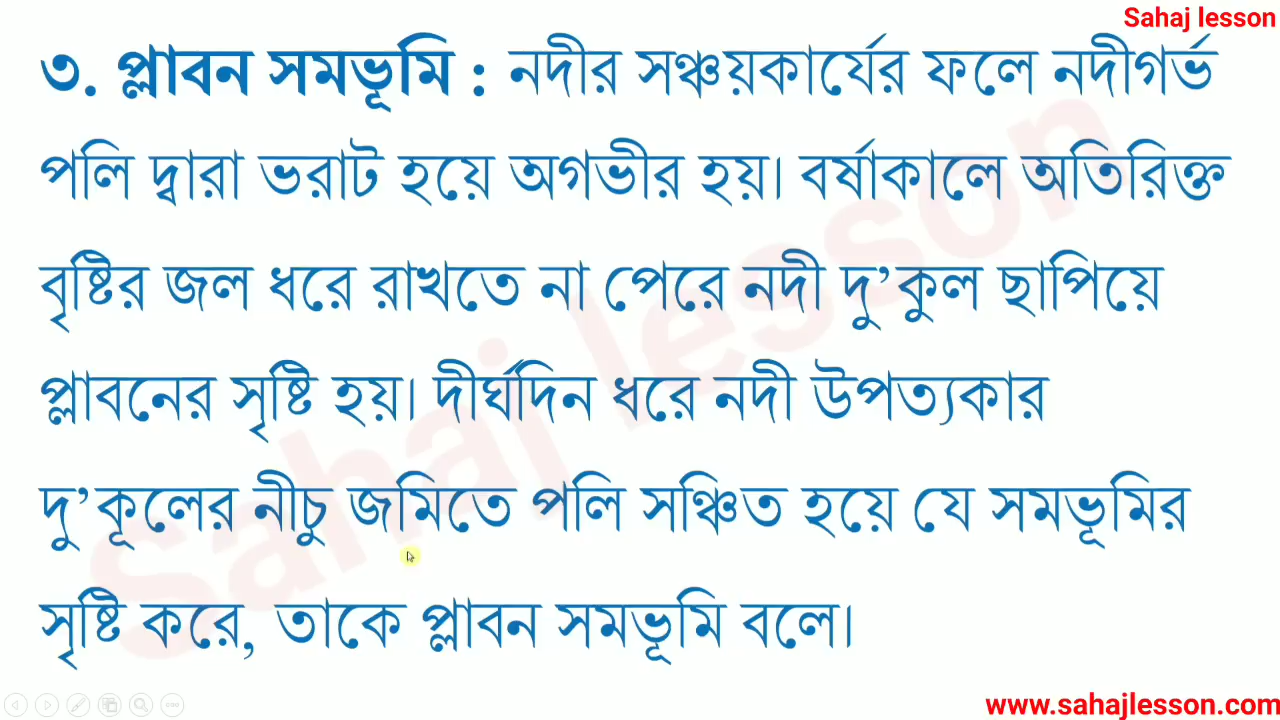 Sahaj lesson
৩. প্লাবন সমভূমি : নদীর সঞ্চয়কার্যের ফলে নদীগর্ভ
পলি দ্বারা ভরাট হয়ে অগভীর হয়। বর্ষাকালে অতিরিক্ত
বৃষ্টির জল ধরে রাখতে না পেরে নদী দু’কুল ছাপিয়ে
প্লাবনের সৃষ্টি হয়। দীর্ঘদিন ধরে নদী উপত্যকার
দু’কূলের নীচু জমিতে পলি সঞ্চিত হয়ে যে সমভূমির
সৃষ্টি করে, তাকে প্লাবন সমভূমি বলে।
Sahaj lesson
www.sahajlesson.com